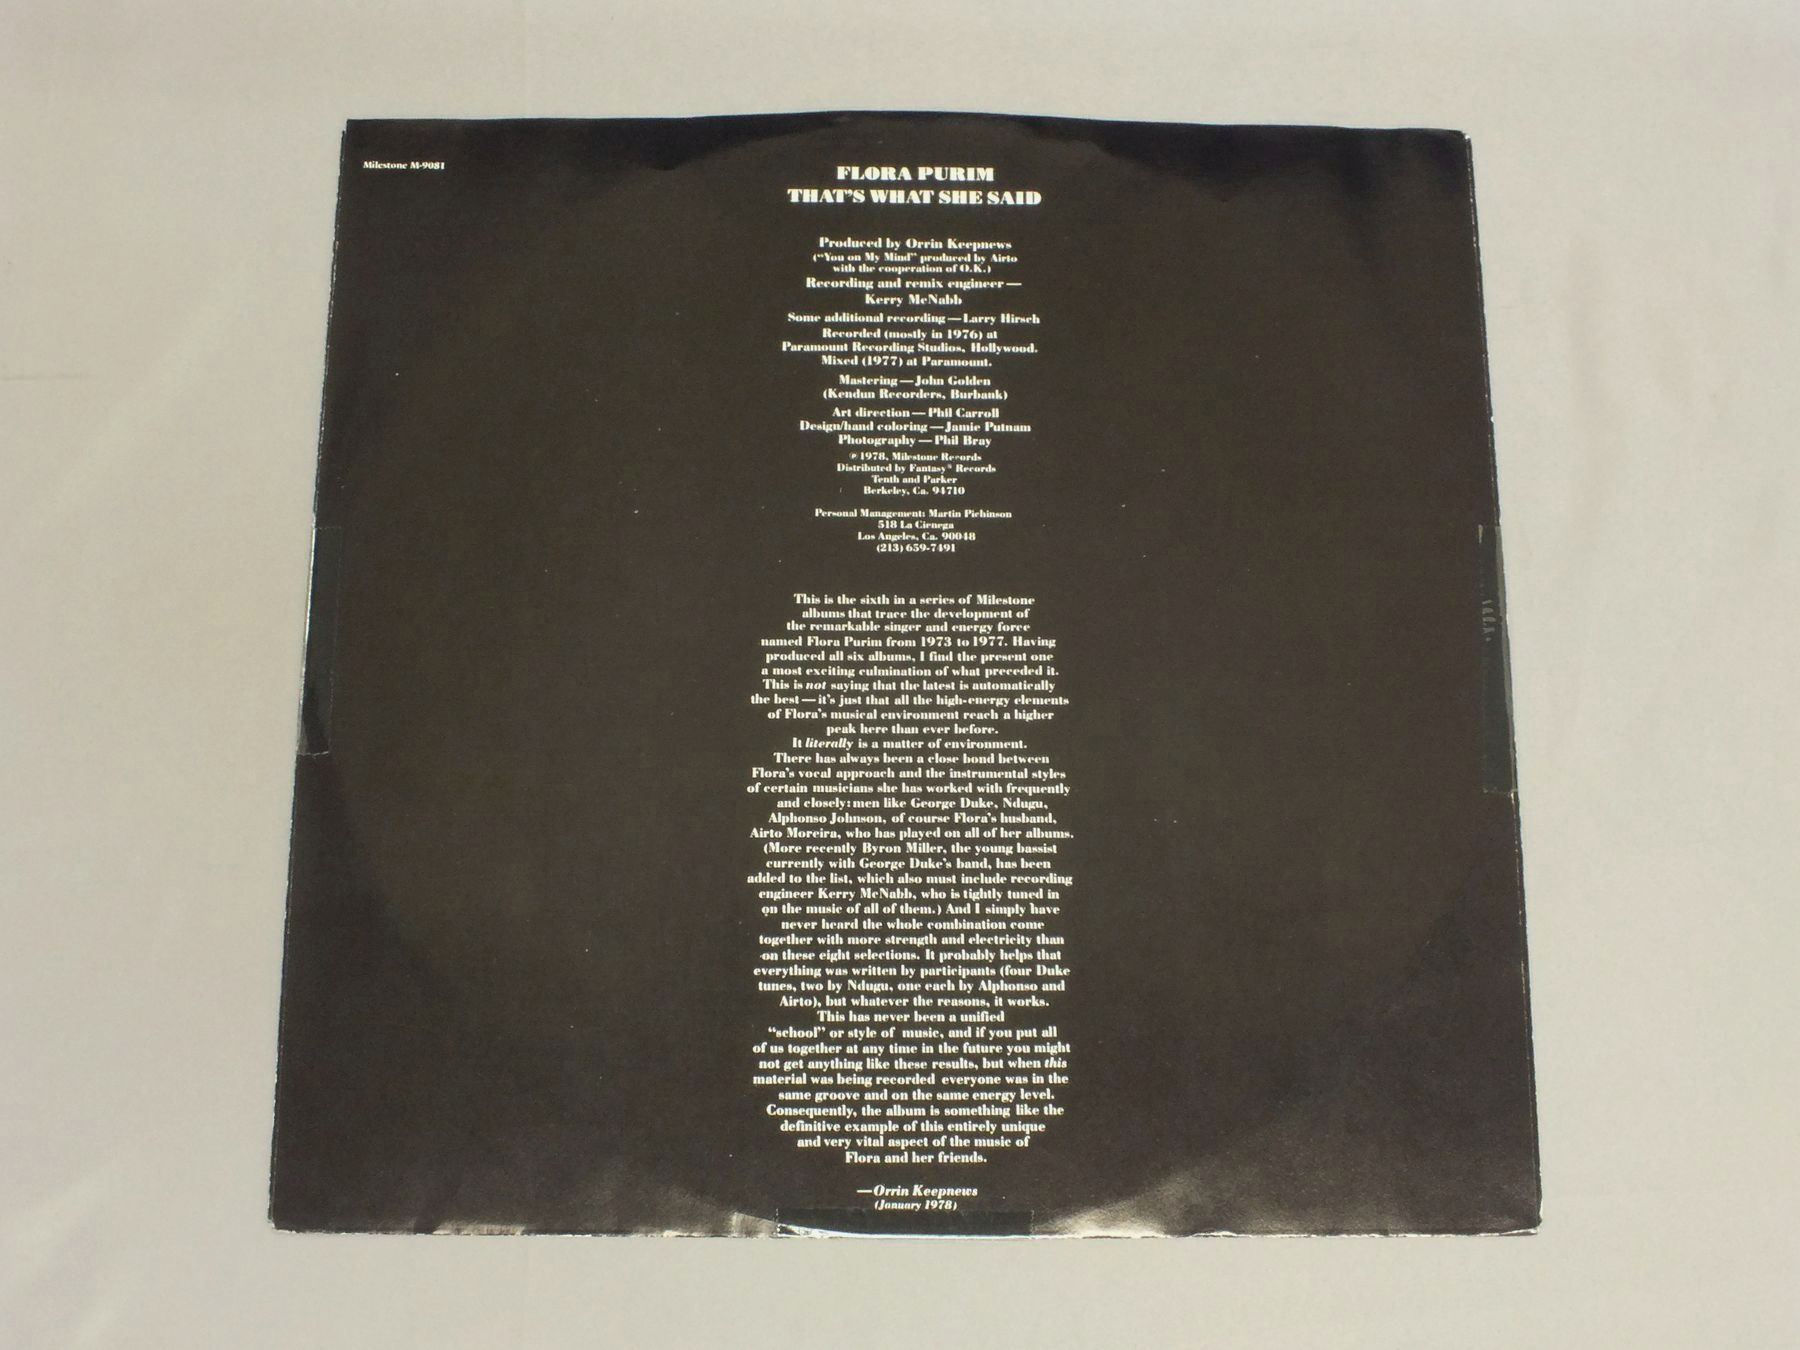 Milestone M-9081
FLORA PURIM
THAT'S WHAT SHE SAID
Produced by Orrin Keepnews
("You on My Mind" produced by Airto
with the cooperation of O.K.)
Recording and remix engineer —
Kerry McNabb
Some additional recording — Larry Hirsch
Recorded (mostly in 1976) at
Paramount Recording Studios, Hollywood.
Mixed (1977) at Paramount.
Mastering — John Golden
(Kendun Recorders, Burbank)
Art direction — Phil Carroll
Design/hand coloring — Jamie Putnam
Photography — Phil Bray
℗ 1978, Milestone Records
Distributed by Fantasy® Records
Tenth and Parker
Berkeley, Ca. 94710
Personal Management: Martin Pichinson
518 La Cienega
Los Angeles, Ca. 90048
(213) 659-7491
This is the sixth in a series of Milestone
albums that trace the development of
the remarkable singer and energy force
named Flora Purim from 1973 to 1977. Having
produced all six albums, I find the present one
a most exciting culmination of what preceded it.
This is not saying that the latest is automatically
the best — it's just that all the high-energy elements
of Flora's musical environment reach a higher
peak here than ever before.
It literally is a matter of environment.
There has always been a close bond between
Flora's vocal approach and the instrumental styles
of certain musicians she has worked with frequently
and closely: men like George Duke, Ndugu,
Alphonso Johnson, of course Flora's husband,
Airto Moreira, who has played on all of her albums.
(More recently Byron Miller, the young bassist
currently with George Duke's band, has been
added to the list, which also must include recording
engineer Kerry McNabb, who is tightly tuned in
on the music of all of them.) And I simply have
never heard the whole combination come
together with more strength and electricity than
on these eight selections. It probably helps that
everything was written by participants (four Duke
tunes, two by Ndugu, one each by Alphonso and
Airto), but whatever the reasons, it works.
This has never been a unified
"school" or style of music, and if you put all
of us together at any time in the future you might
not get anything like these results, but when this
material was being recorded everyone was in the
same groove and on the same energy level.
Consequently, the album is something like the
definitive example of this entirely unique
and very vital aspect of the music of
Flora and her friends.
—Orrin Keepnews
(January 1978)